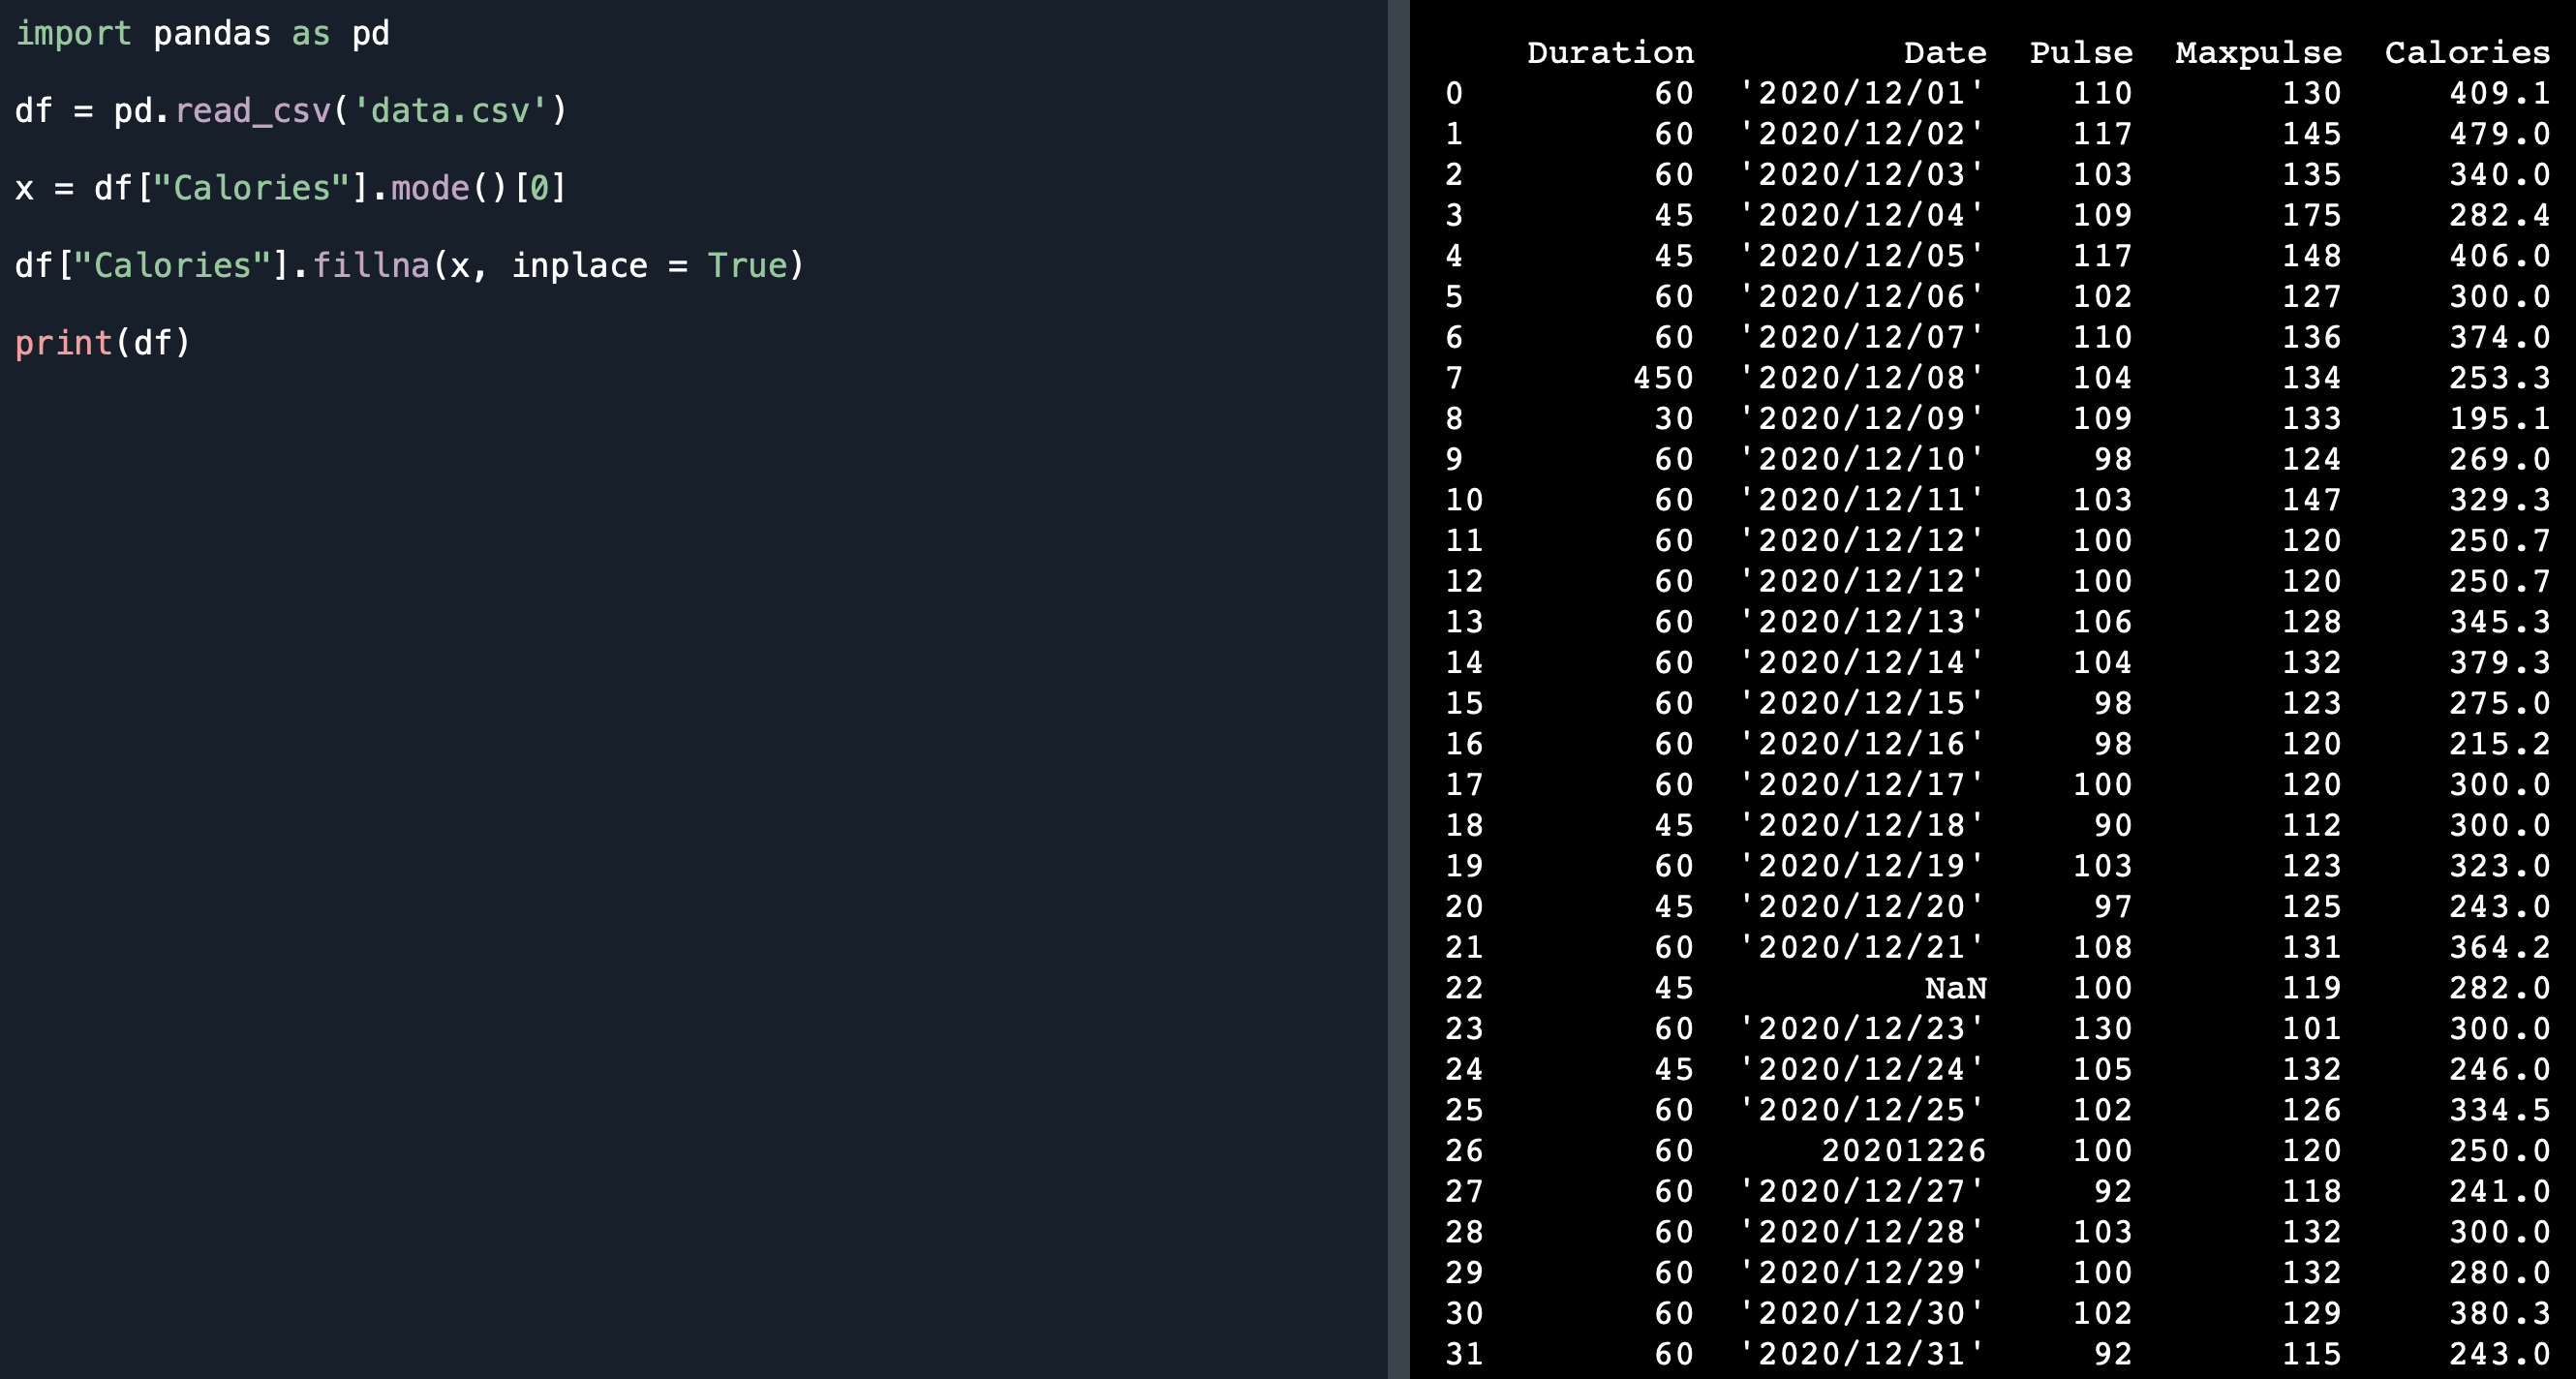 import pandas as pd
df = pd.read_csv('data.csv')
x = df["Calories"].mode()[0]
df["Calories"].fillna(x, inplace = True)
print(df)
Duration Date Pulse Maxpulse Calories
0 60 '2020/12/01' 110 130 409.1
1 60 '2020/12/02' 117 145 479.0
2 60 '2020/12/03' 103 135 340.0
3 45 '2020/12/04' 109 175 282.4
4 45 '2020/12/05' 117 148 406.0
5 60 '2020/12/06' 102 127 300.0
6 60 '2020/12/07' 110 136 374.0
7 450 '2020/12/08' 104 134 253.3
8 30 '2020/12/09' 109 133 195.1
9 60 '2020/12/10' 98 124 269.0
10 60 '2020/12/11' 103 147 329.3
11 60 '2020/12/12' 100 120 250.7
12 60 '2020/12/12' 100 120 250.7
13 60 '2020/12/13' 106 128 345.3
14 60 '2020/12/14' 104 132 379.3
15 60 '2020/12/15' 98 123 275.0
16 60 '2020/12/16' 98 120 215.2
17 60 '2020/12/17' 100 120 300.0
18 45 '2020/12/18' 90 112 300.0
19 60 '2020/12/19' 103 123 323.0
20 45 '2020/12/20' 97 125 243.0
21 60 '2020/12/21' 108 131 364.2
22 45 NaN 100 119 282.0
23 60 '2020/12/23' 130 101 300.0
24 45 '2020/12/24' 105 132 246.0
25 60 '2020/12/25' 102 126 334.5
26 60 20201226 100 120 250.0
27 60 '2020/12/27' 92 118 241.0
28 60 '2020/12/28' 103 132 300.0
29 60 '2020/12/29' 100 132 280.0
30 60 '2020/12/30' 102 129 380.3
31 60 '2020/12/31' 92 115 243.0